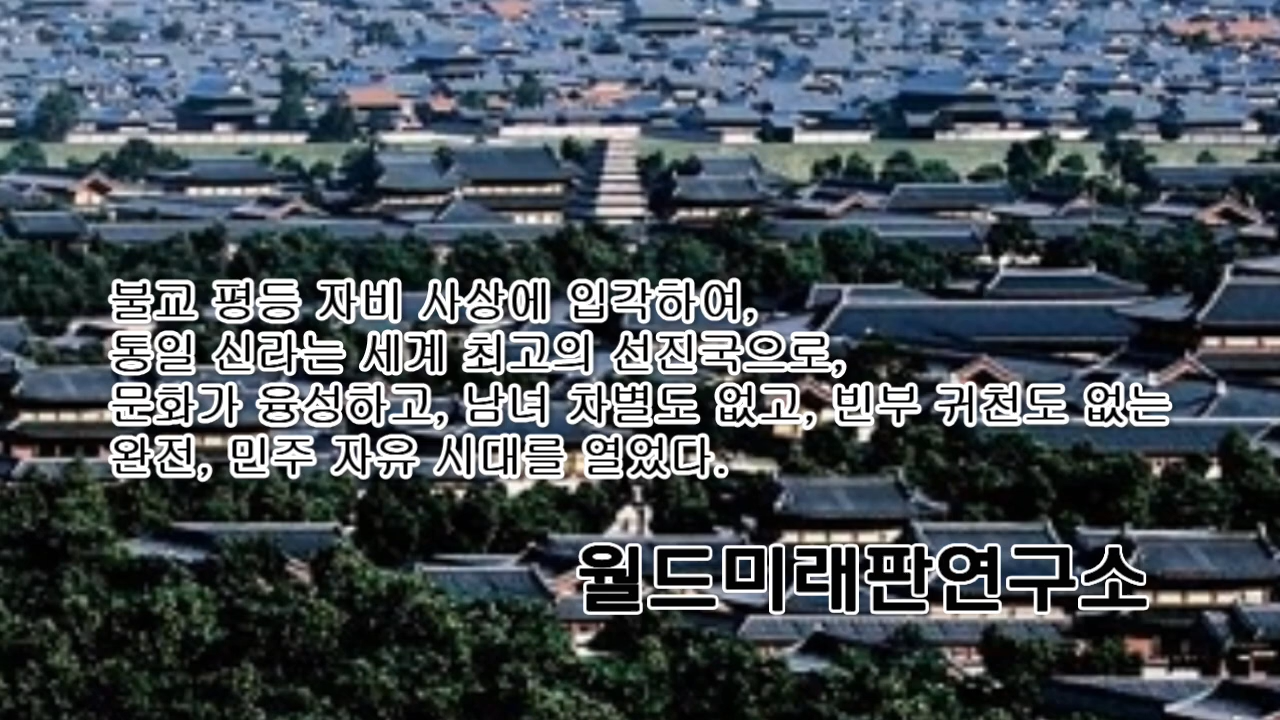 불교 평등 자비 사상에 입각하여,
통일 신라는 세계 최고의 선진국으로,
문화가 융성하고, 남녀 차별도 없고, 빈부 귀천도 없는
완전, 민주 자유 시대를 열었다.
월드미래판연구소